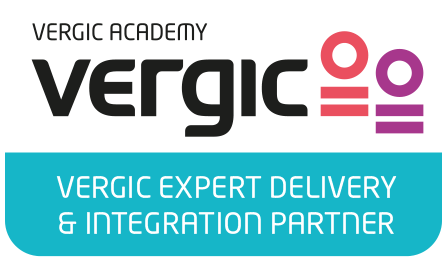 VERGIC ACADEMY
VERGIC
VERGIC EXPERT DELIVERY
& INTEGRATION PARTNER